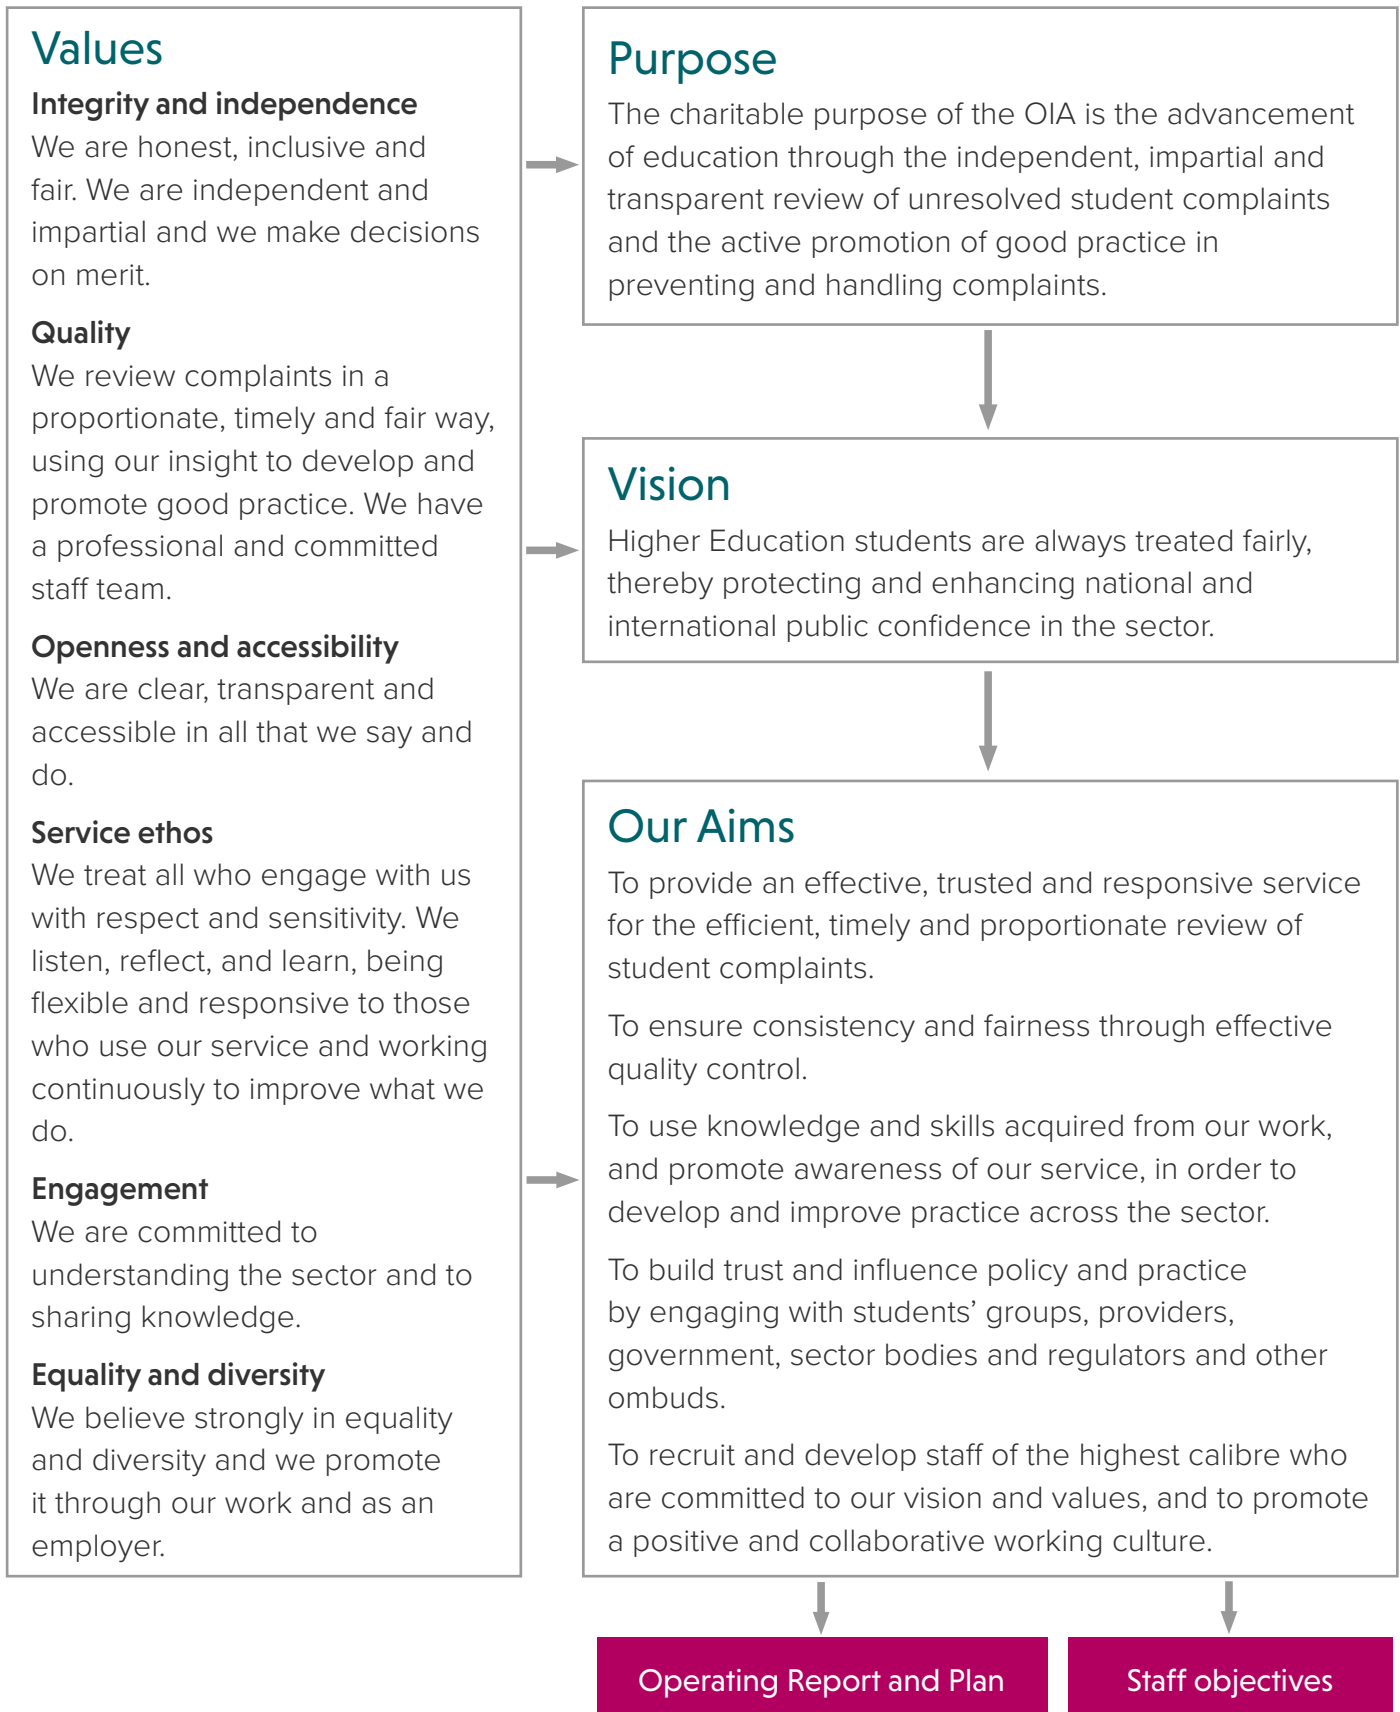 Values
Integrity and independence
We are honest, inclusive and
fair. We are independent and
impartial and we make decisions
on merit.
Quality
We review complaints in a
proportionate, timely and fair way,
using our insight to develop and
promote good practice. We have
a professional and committed
staff team.
Openness and accessibility
We are clear, transparent and
accessible in all that we say and
do.
Service ethos
We treat all who engage with us
with respect and sensitivity. We
listen, reflect, and learn, being
flexible and responsive to those
who use our service and working
continuously to improve what we
do.
Engagement
We are committed to
understanding the sector and to
sharing knowledge.
Equality and diversity
We believe strongly in equality
and diversity and we promote
it through our work and as an
employer.
Purpose
The charitable purpose of the OIA is the advancement
of education through the independent, impartial and
transparent review of unresolved student complaints
and the active promotion of good practice in
preventing and handling complaints.
Vision
Higher Education students are always treated fairly,
thereby protecting and enhancing national and
international public confidence in the sector.
Our Aims
To provide an effective, trusted and responsive service
for the efficient, timely and proportionate review of
student complaints.
To ensure consistency and fairness through effective
quality control.
To use knowledge and skills acquired from our work,
and promote awareness of our service, in order to
develop and improve practice across the sector.
To build trust and influence policy and practice
by engaging with students’ groups, providers,
government, sector bodies and regulators and other
ombuds.
To recruit and develop staff of the highest calibre who
are committed to our vision and values, and to promote
a positive and collaborative working culture.
Operating Report and Plan
Staff objectives